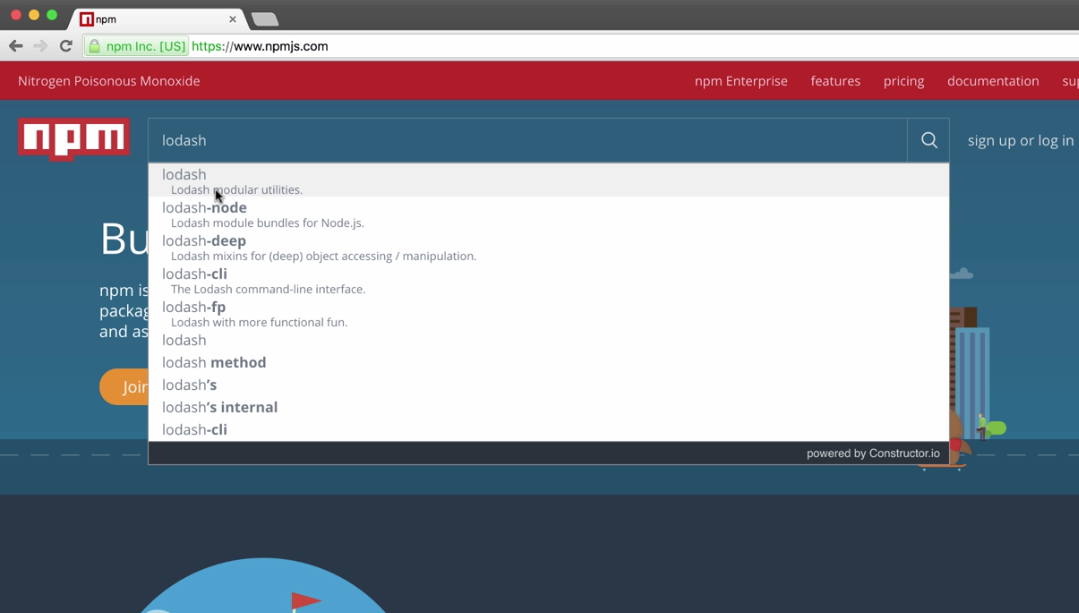 npm
npm Inc. [US] https://www.npmjs.com
Nitrogen Poisonous Monoxide
npm Enterprise features pricing documentation
npm
lodash
sign up or log in
lodash
Lodash modular utilities.
lodash-node
Lodash module bundles for Node.js.
lodash-deep
Lodash mixins for (deep) object accessing / manipulation.
lodash-cli
The Lodash command-line interface.
lodash-fp
Lodash with more functional fun.
lodash
lodash method
lodash's
lodash's internal
lodash-cli
powered by Constructor.io
Bu
npm is
packag
and as
Join